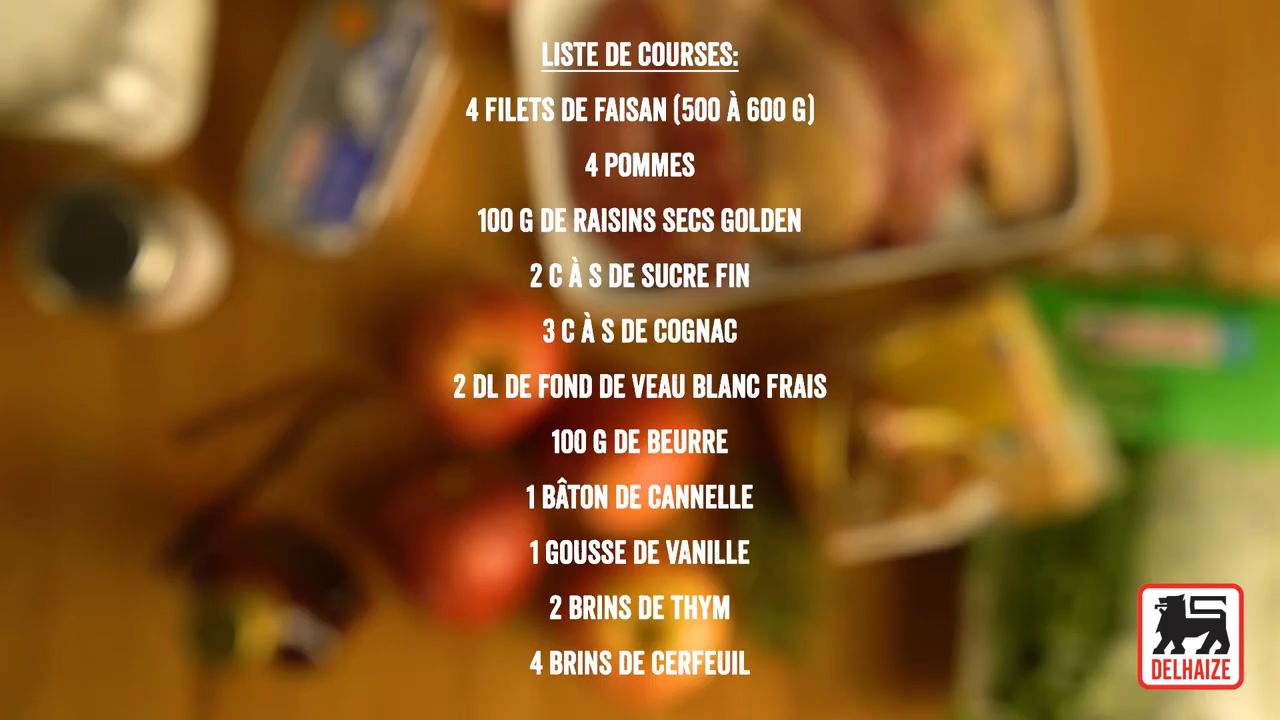 LISTE DE COURSES:
4 FILETS DE FAISAN (500 À 600 G)
4 POMMES
100 G DE RAISINS SECS GOLDEN
2 C À S DE SUCRE FIN
3 C À S DE COGNAC
2 DL DE FOND DE VEAU BLANC FRAIS
100 G DE BEURRE
1 BÂTON DE CANNELLE
1 GOUSSE DE VANILLE
2 BRINS DE THYM
4 BRINS DE CERFEUIL
DELHAIZE